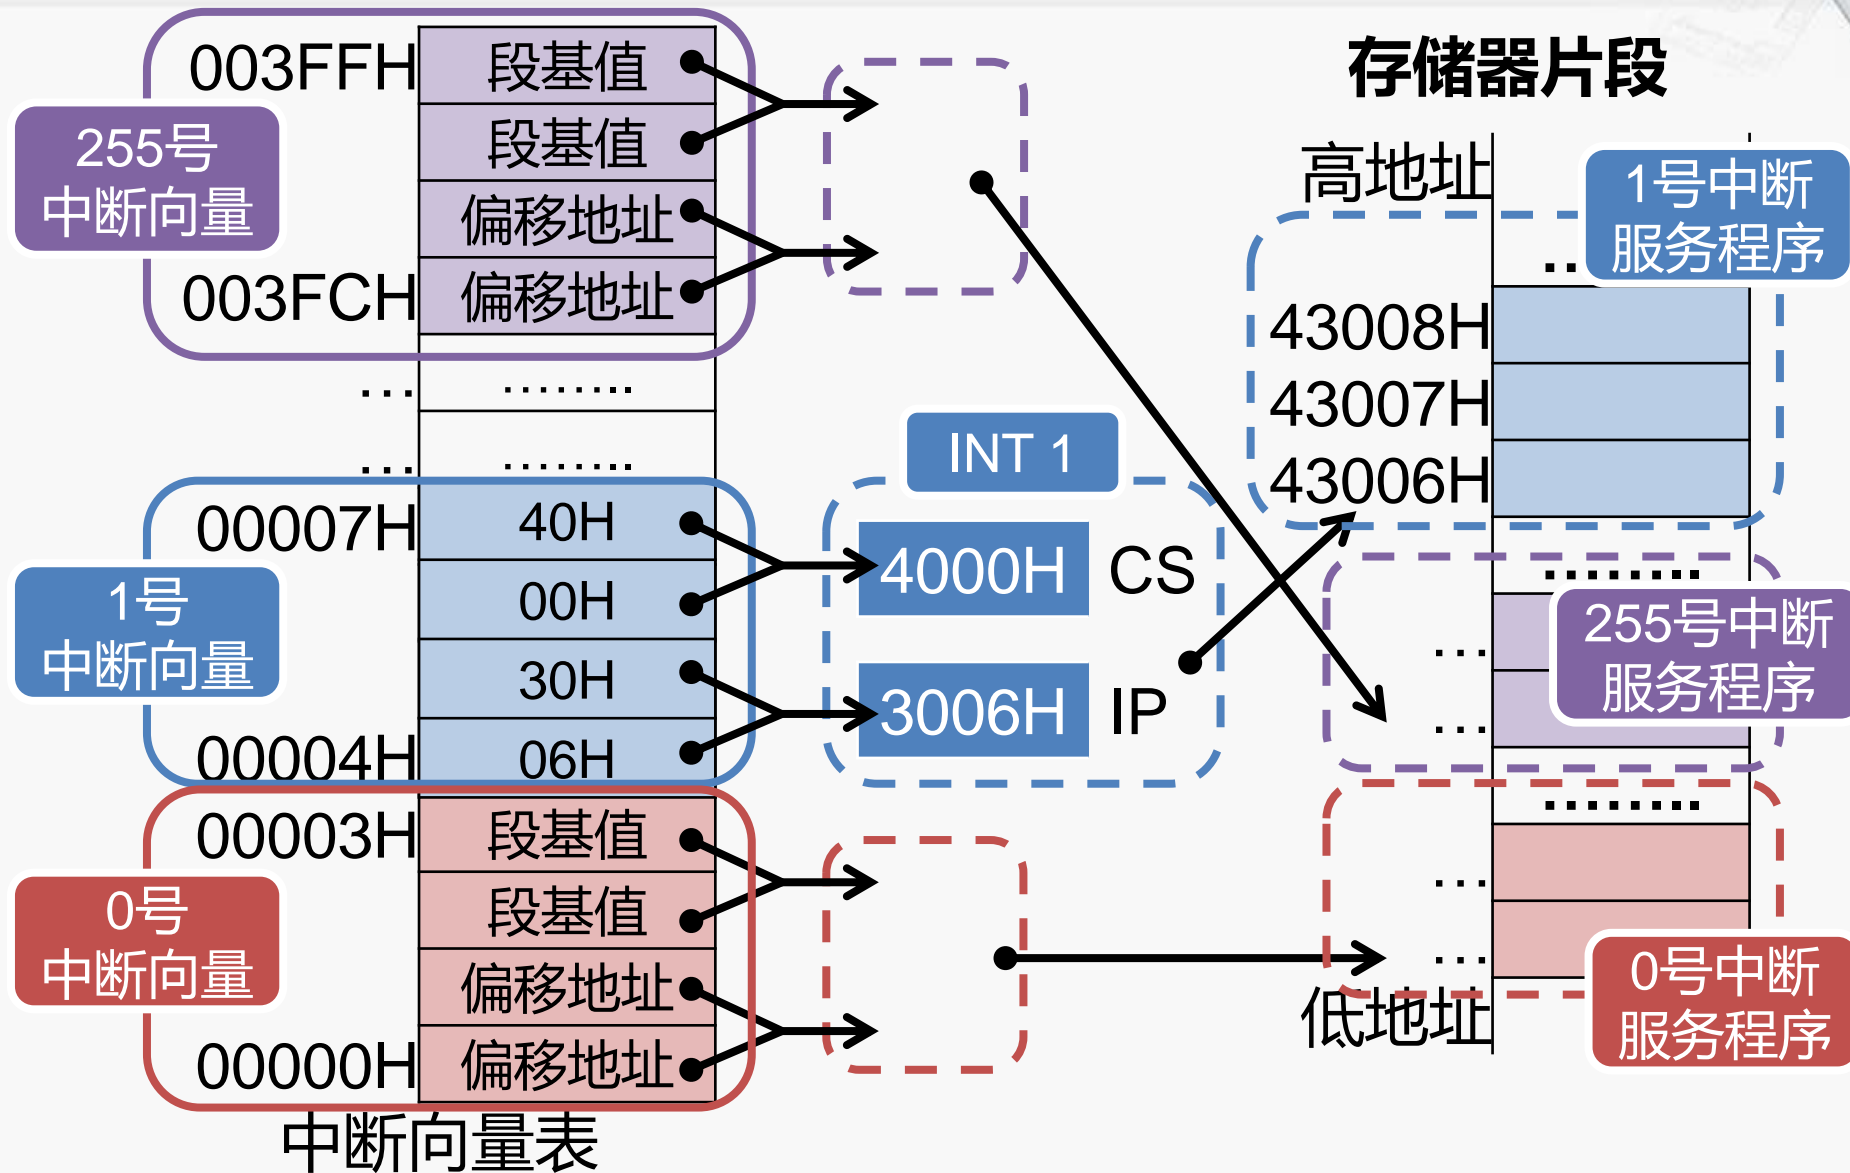 003FFH
段基值
段基值
偏移地址
003FCH
偏移地址
255号
中断向量
...
........
...
........
00007H
40H
00H
30H
00004H
06H
1号
中断向量
00003H
段基值
段基值
偏移地址
00000H
偏移地址
0号
中断向量
中断向量表
INT 1
4000H CS
3006H IP
存储器片段
高地址
1号中断
服务程序
..
43008H
43007H
43006H
........
255号中断
服务程序
...
...
........
...
...
0号中断
服务程序
低地址